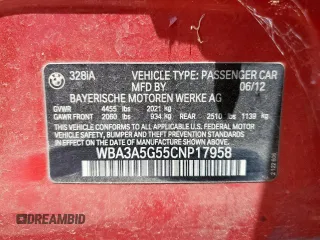 328iA VEHICLE TYPE: PASSENGER CAR
06/12
BAYERISCHE MOTOREN WERKE AG
GVWR 4455 lbs 2021 kg
GAWR FRONT 2060 lbs 934 kg REAR 2510 lbs 1139 kg
THIS VEHICLE CONFORMS TO ALL APPLICABLE FEDERAL MOTOR VEHICLE
SAFETY, BUMPER, AND THEFT PREVENTION STANDARDS IN EFFECT
ON THE DATE OF MANUFACTURE SHOWN ABOVE.
WBA3A5G55CNP17958
DREAMBID